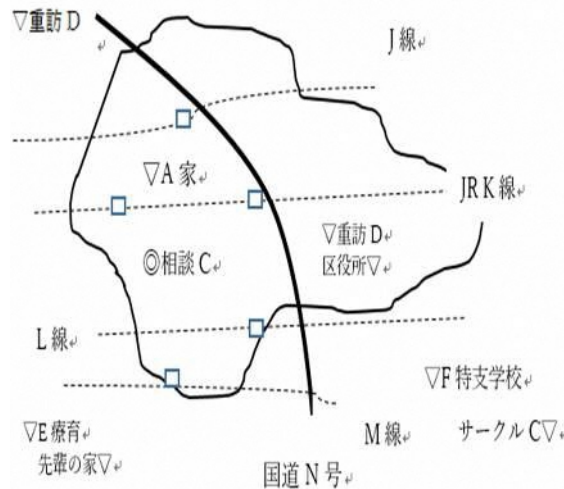 ▽重訪 D
J 線
▽A 家
JR K 線
▽重訪 D
区役所▽
◎相談 C
L 線
▽F 特支学校
▽E 療育
先輩の家▽
M 線
サークル C▽
国道 N 号